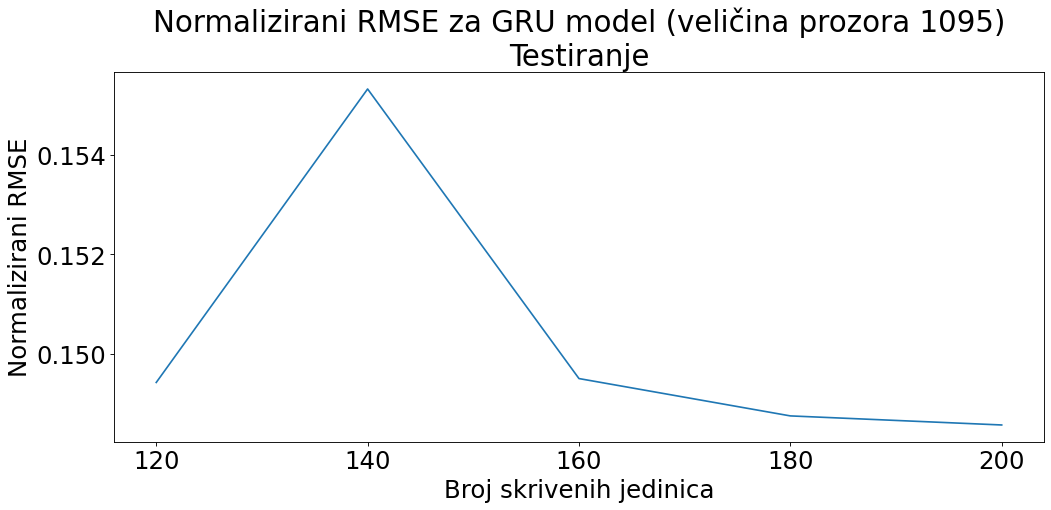 Normalizirani RMSE za GRU model (veličina prozora 1095)
Testiranje
Normalizirani RMSE
0.154
0.152
0.150
120 140 160 180 200
Broj skrivenih jedinica